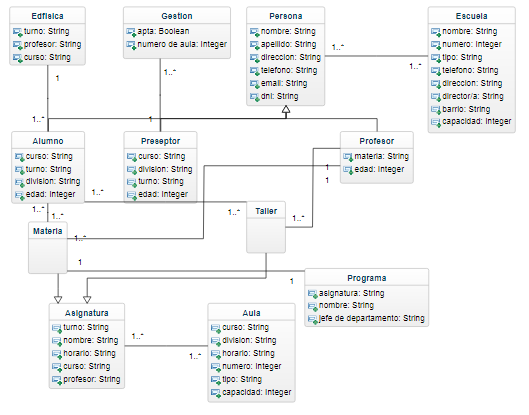 Edfisica
turno: String
profesor: String
curso: String
Gestion
apta: Boolean
numero de aula: Integer
Persona
nombre: String
apellido: String
direccion: String
telefono: String
email: String
dni: String
Escuela
nombre: String
numero: Integer
tipo: String
telefono: String
direccion: String
director/a: String
barrio: String
capacidad: Integer
1..*
1..*
1
1..*
1..*
1
Alumno
curso: String
turno: String
division: String
edad: Integer
Preseptor
curso: String
division: String
turno: String
edad: Integer
Profesor
materia: String
edad: Integer
1
1
1..*
1..*
1..*
1..*
1..*
1..*
Materia
Taller
1
1
Programa
asignatura: String
nombre: String
jefe de departamento: String
Asignatura
turno: String
nombre: String
horario: String
curso: String
profesor: String
1..*
1..*
Aula
curso: String
division: String
horario: String
numero: Integer
tipo: String
capacidad: Integer